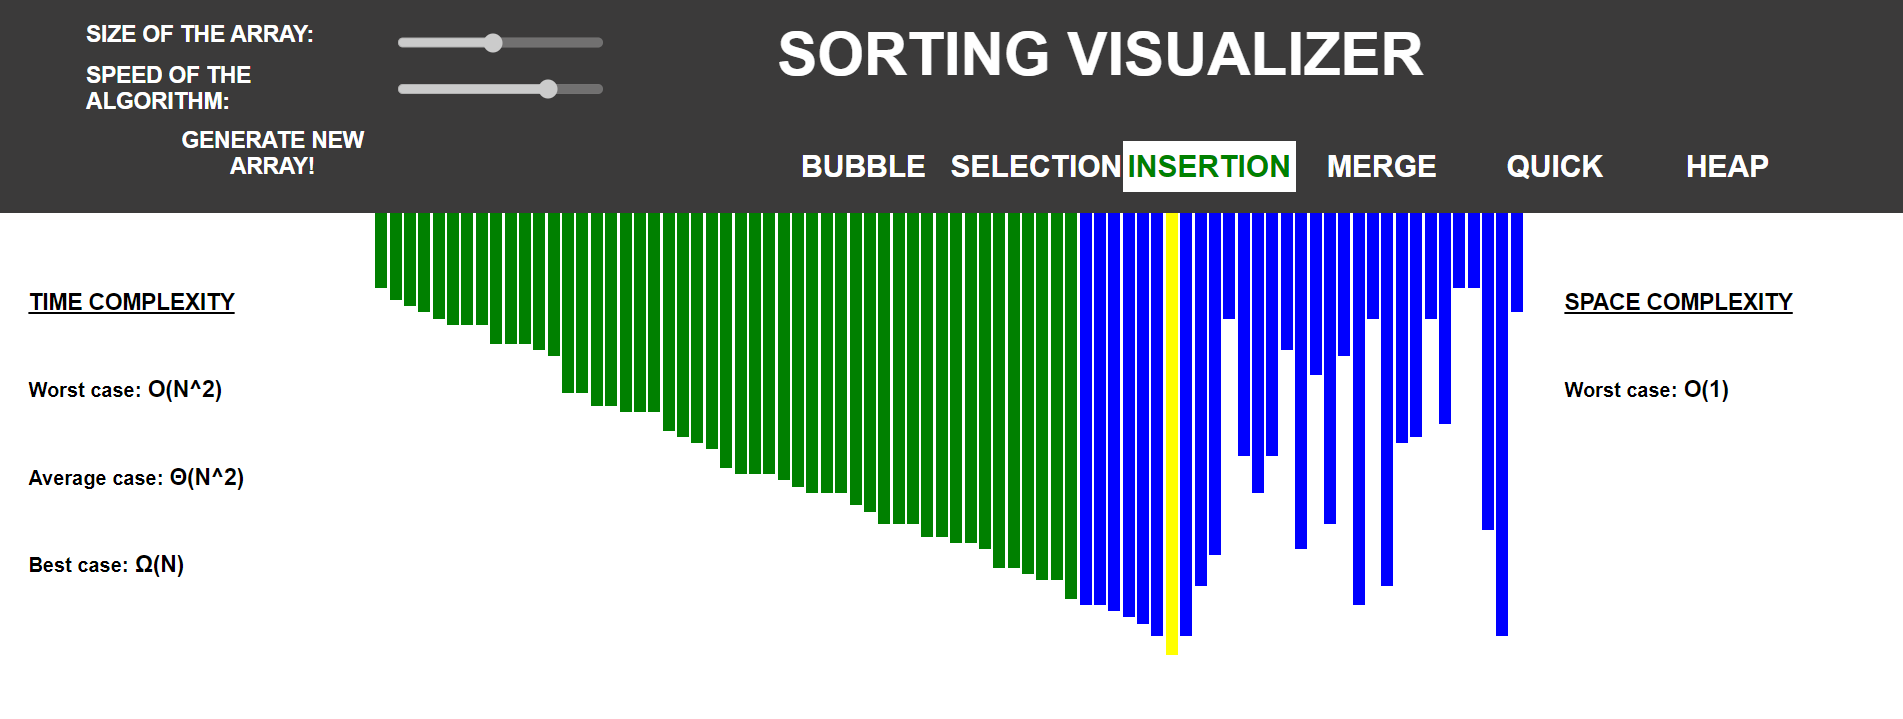 SIZE OF THE ARRAY:
SPEED OF THE
ALGORITHM:
GENERATE NEW
ARRAY!
SORTING VISUALIZER
BUBBLE SELECTION INSERTION MERGE QUICK HEAP
TIME COMPLEXITY
Worst case: O(N^2)
Average case: Θ(N^2)
Best case: Ω(N)
SPACE COMPLEXITY
Worst case: O(1)